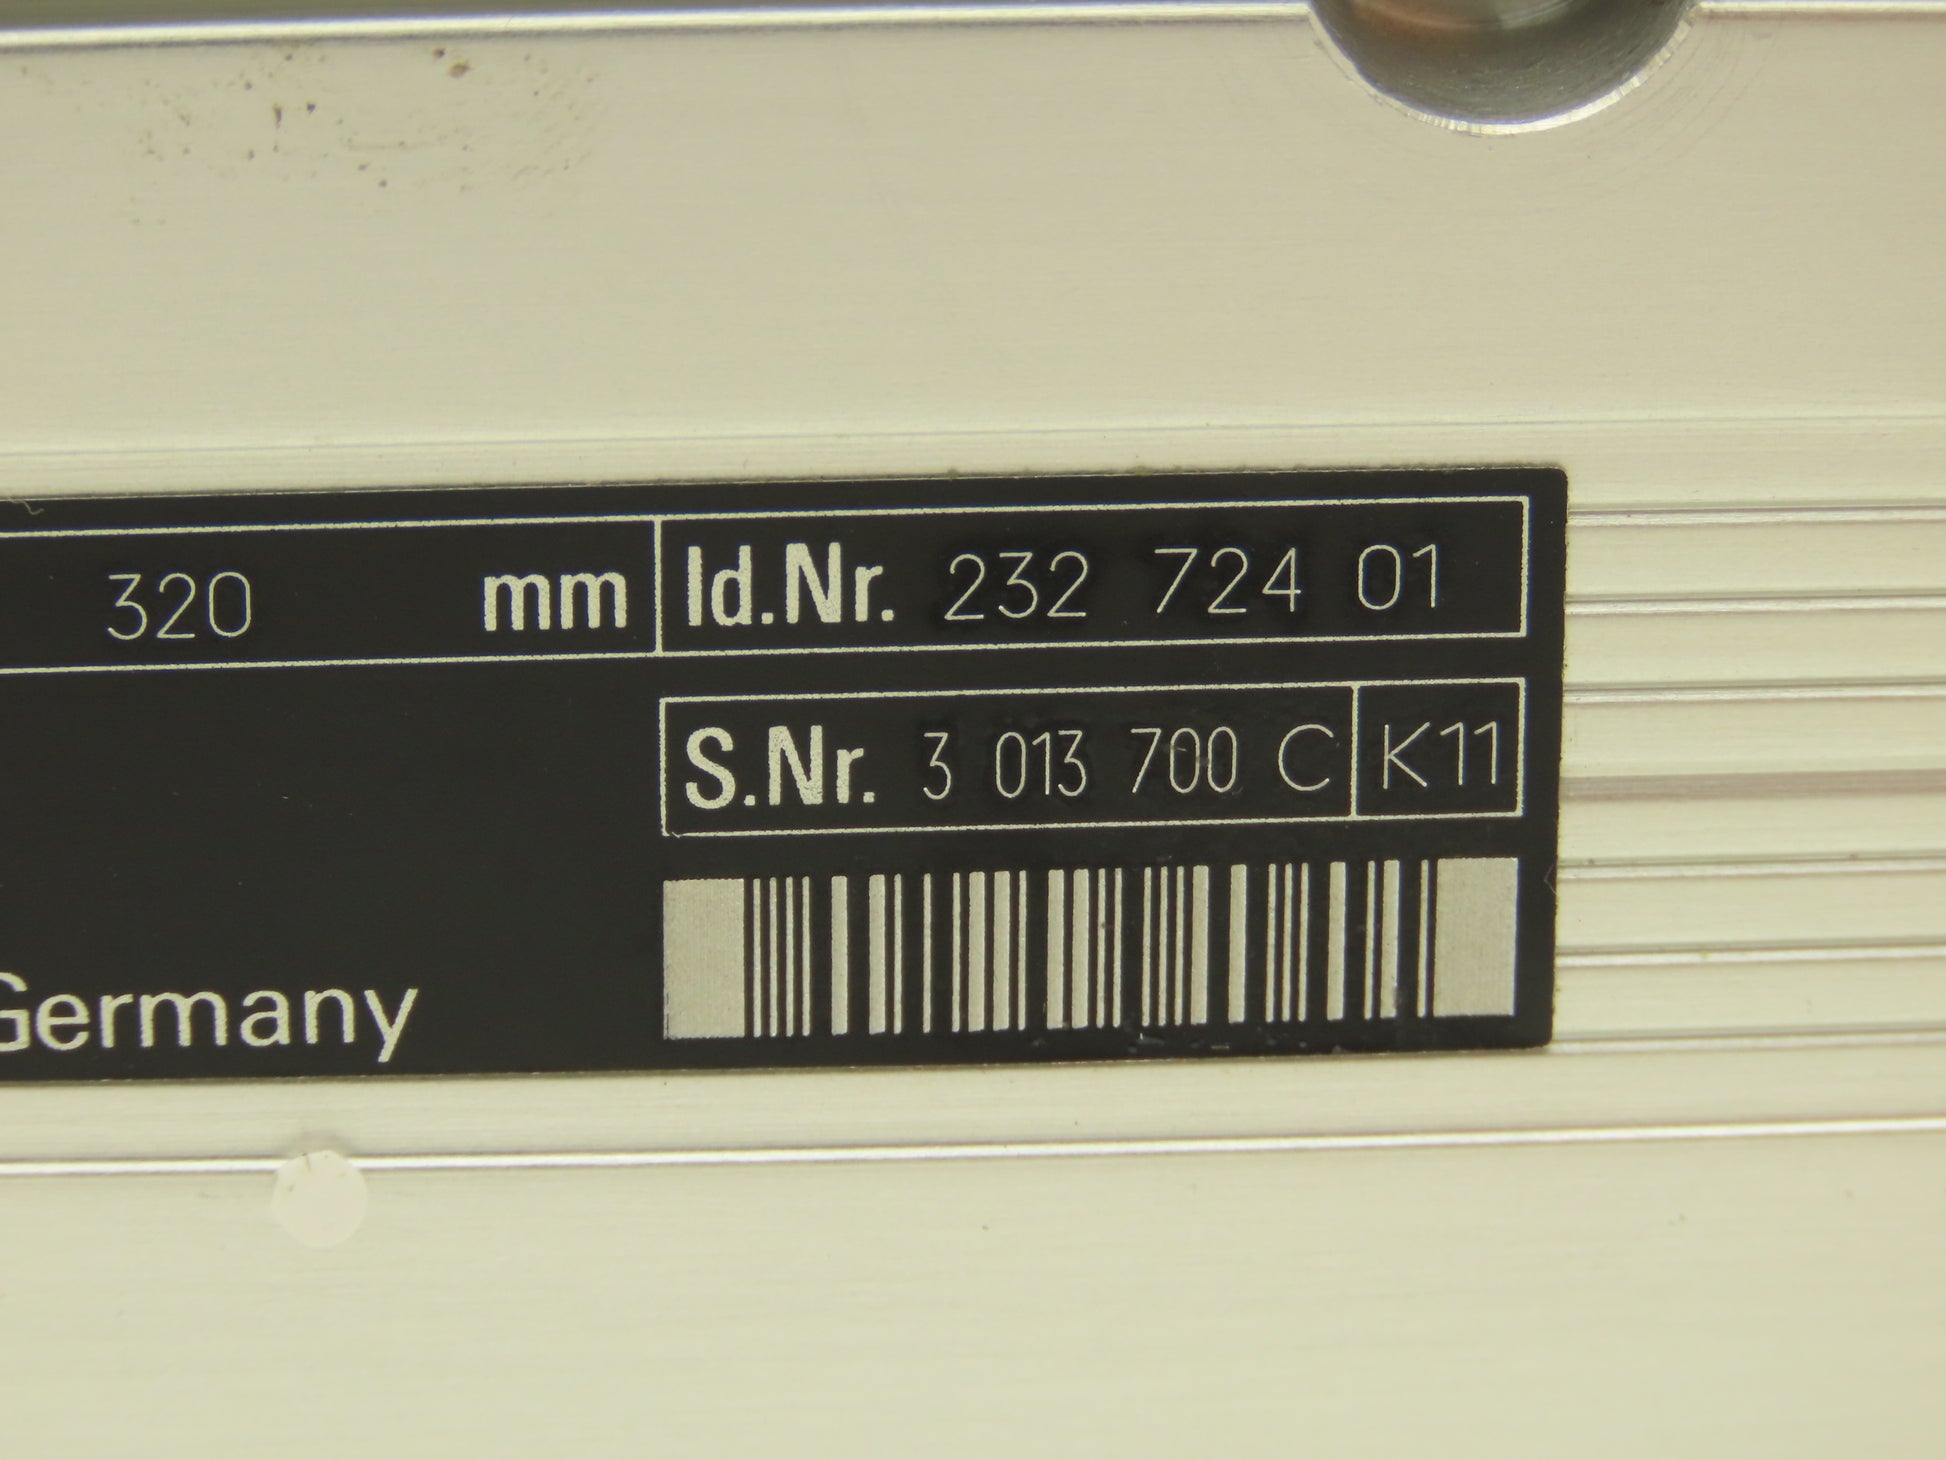 320 mm Id.Nr. 232 724 01
S.Nr. 3 013 700 C K11
Germany